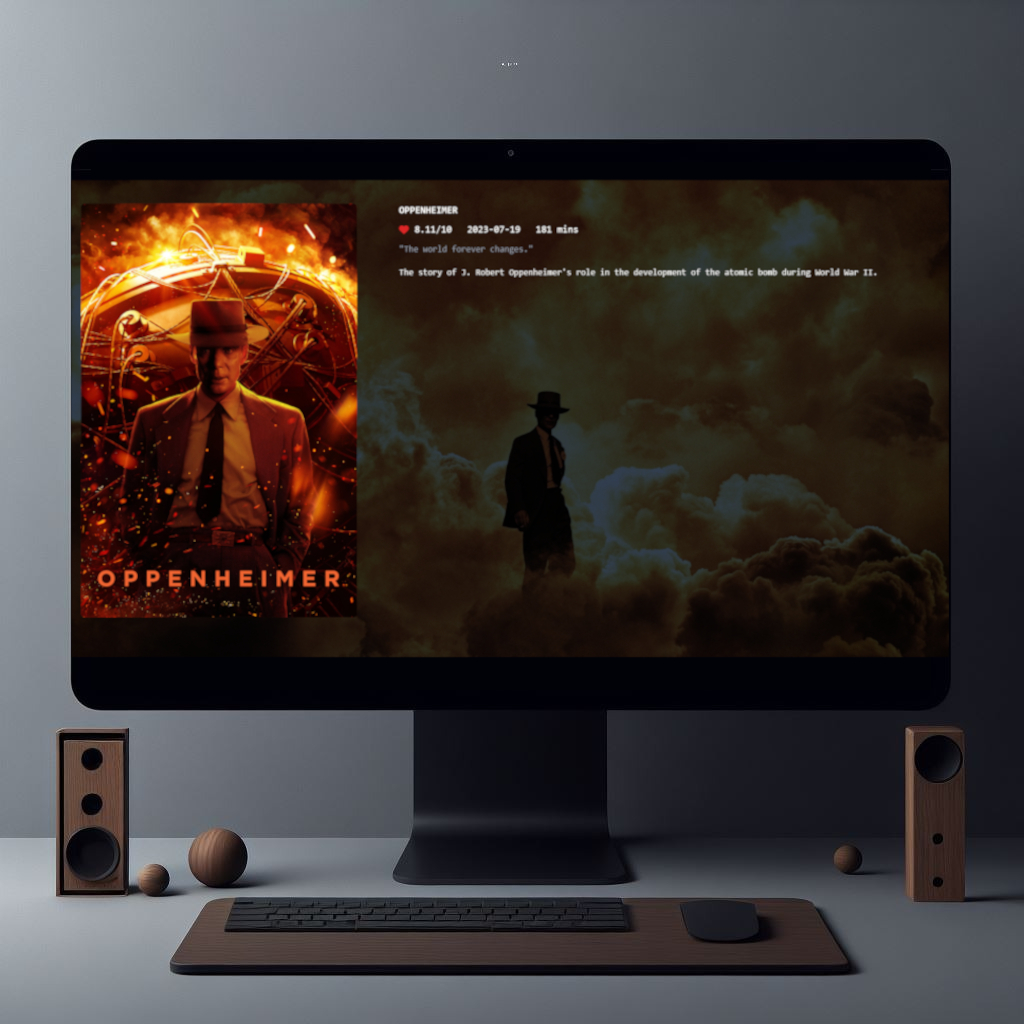 OPPENHEIMER
❤ 8.11/10 2023-07-19 181 mins
"The world forever changes."
The story of J. Robert Oppenheimer's role in the development of the atomic bomb during World War II.
OPPENHEIMER